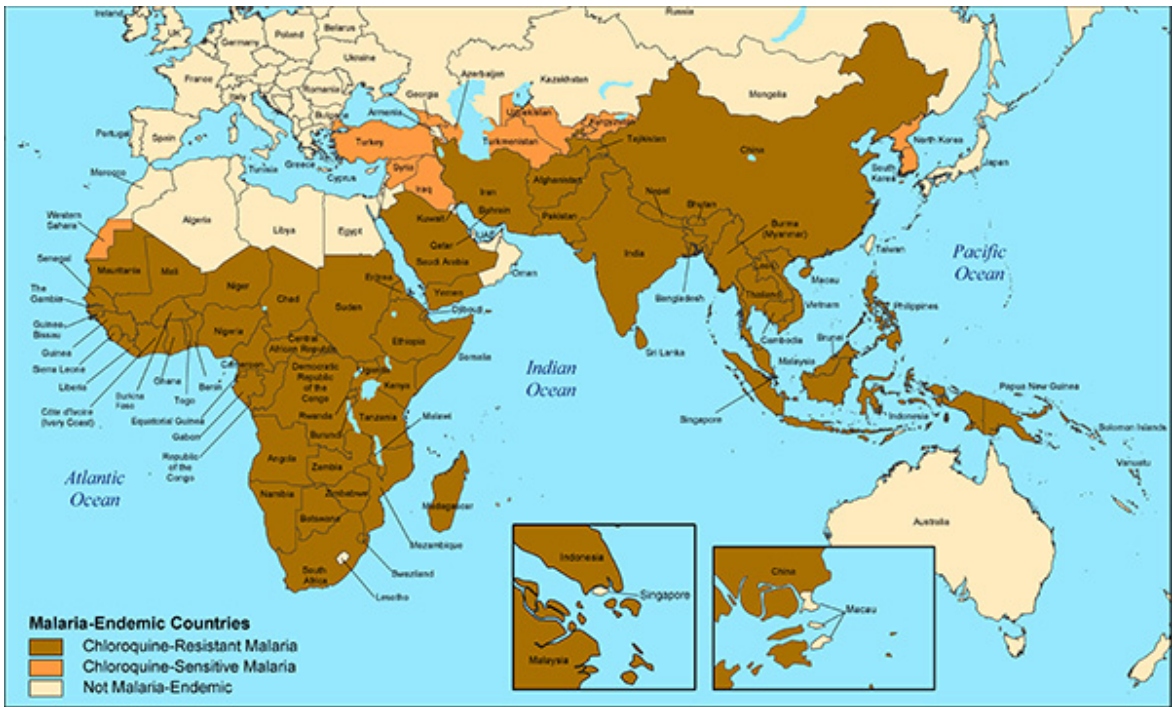 Ireland
UK
Germany
Poland
Belarus
Russia
Ukraine
France
Romania
Italy
Bulgaria
Portugal
Spain
Greece
Cyprus
Georgia
Armenia
Azerbaijan
Kazakhstan
Mongolia
Uzbekistan
Kyrgyzstan
Turkmenistan
Tajikistan
Turkey
Syria
Iraq
Tunisia
Morocco
Western
Sahara
Algeria
Libya
Egypt
Kuwait
Iran
Bahrain
Qatar
UAE
Saudi Arabia
Oman
Yemen
Afghanistan
Pakistan
India
Nepal
Bhutan
Bangladesh
Sri Lanka
China
North Korea
South
Korea
Japan
Taiwan
Macau
Burma
(Myanmar)
Laos
Thailand
Vietnam
Cambodia
Philippines
Brunei
Malaysia
Singapore
Indonesia
Papua New Guinea
Solomon Islands
Vanuatu
Australia
Senegal
The
Gambia
Guinea
Bissau
Guinea
Sierra Leone
Liberia
Côte d'Ivoire
(Ivory Coast)
Burkina
Faso
Ghana
Togo
Benin
Mauritania
Mali
Niger
Nigeria
Chad
Sudan
Eritrea
Djibouti
Ethiopia
Somalia
Central
African Republic
Cameroon
Equatorial Guinea
Gabon
Republic
of the
Congo
Democratic
Republic
of the
Congo
Uganda
Kenya
Rwanda
Burundi
Tanzania
Malawi
Angola
Zambia
Zimbabwe
Namibia
Botswana
Madagascar
Mozambique
Swaziland
South
Africa
Lesotho
Atlantic
Ocean
Indian
Ocean
Pacific
Ocean
Indonesia
Singapore
Malaysia
China
Macau
Malaria-Endemic Countries
Chloroquine-Resistant Malaria
Chloroquine-Sensitive Malaria
Not Malaria-Endemic